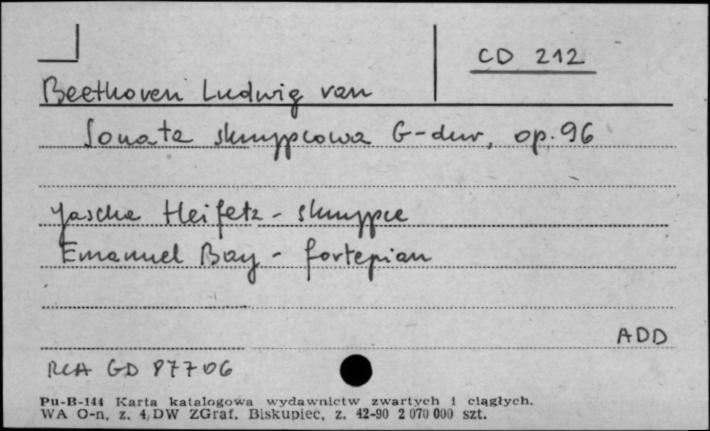 CD 212
Beethoven Ludwig van
Sonata skrzypcowa G-dur, op. 96
Jascha Heifetz - skrzypce
Emanuel Bay - fortepian
ADD
RCA GD 87706
Pu-B-144 Karta katalogowa wydawnictw zwartych i ciągłych.
WA O-n, z. 4/DW ZGraf. Biskupiec, z. 42-90 2 070 000 szt.